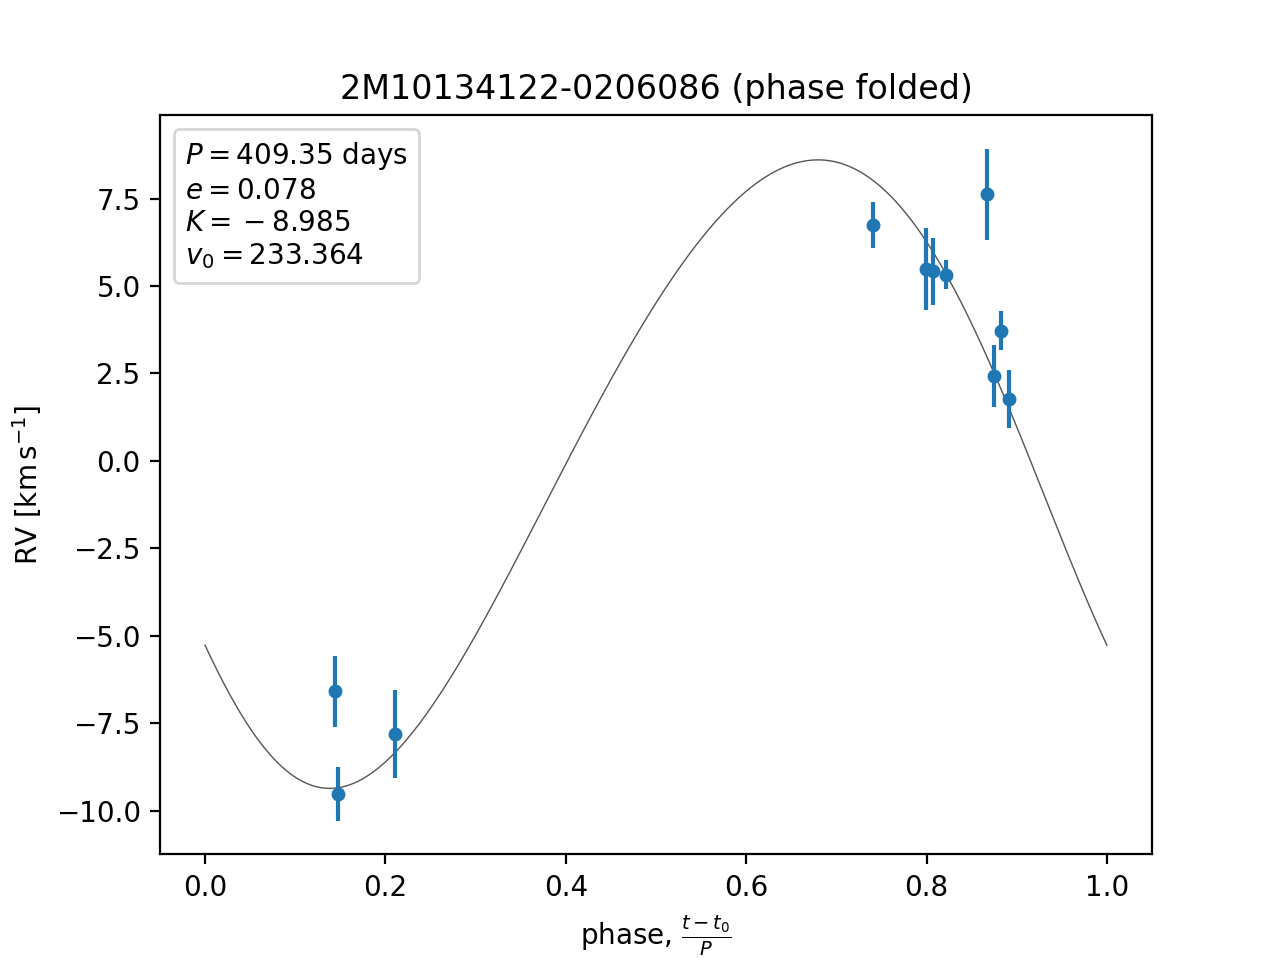 2M10134122-0206086 (phase folded)
P = 409.35 days
e = 0.078
K = −8.985
v₀ = 233.364
RV [km s⁻¹]
7.5
5.0
2.5
0.0
−2.5
−5.0
−7.5
−10.0
0.0 0.2 0.4 0.6 0.8 1.0
phase, (t − t₀)/P